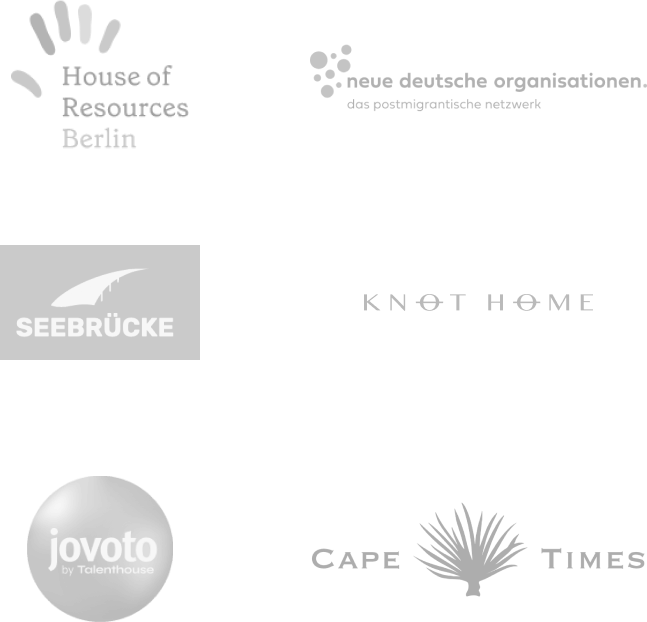 House of
Resources
Berlin
neue deutsche organisationen.
das postmigrantische netzwerk
SEEBRÜCKE
KNOT HOME
jovoto
by Talenthouse
CAPE TIMES